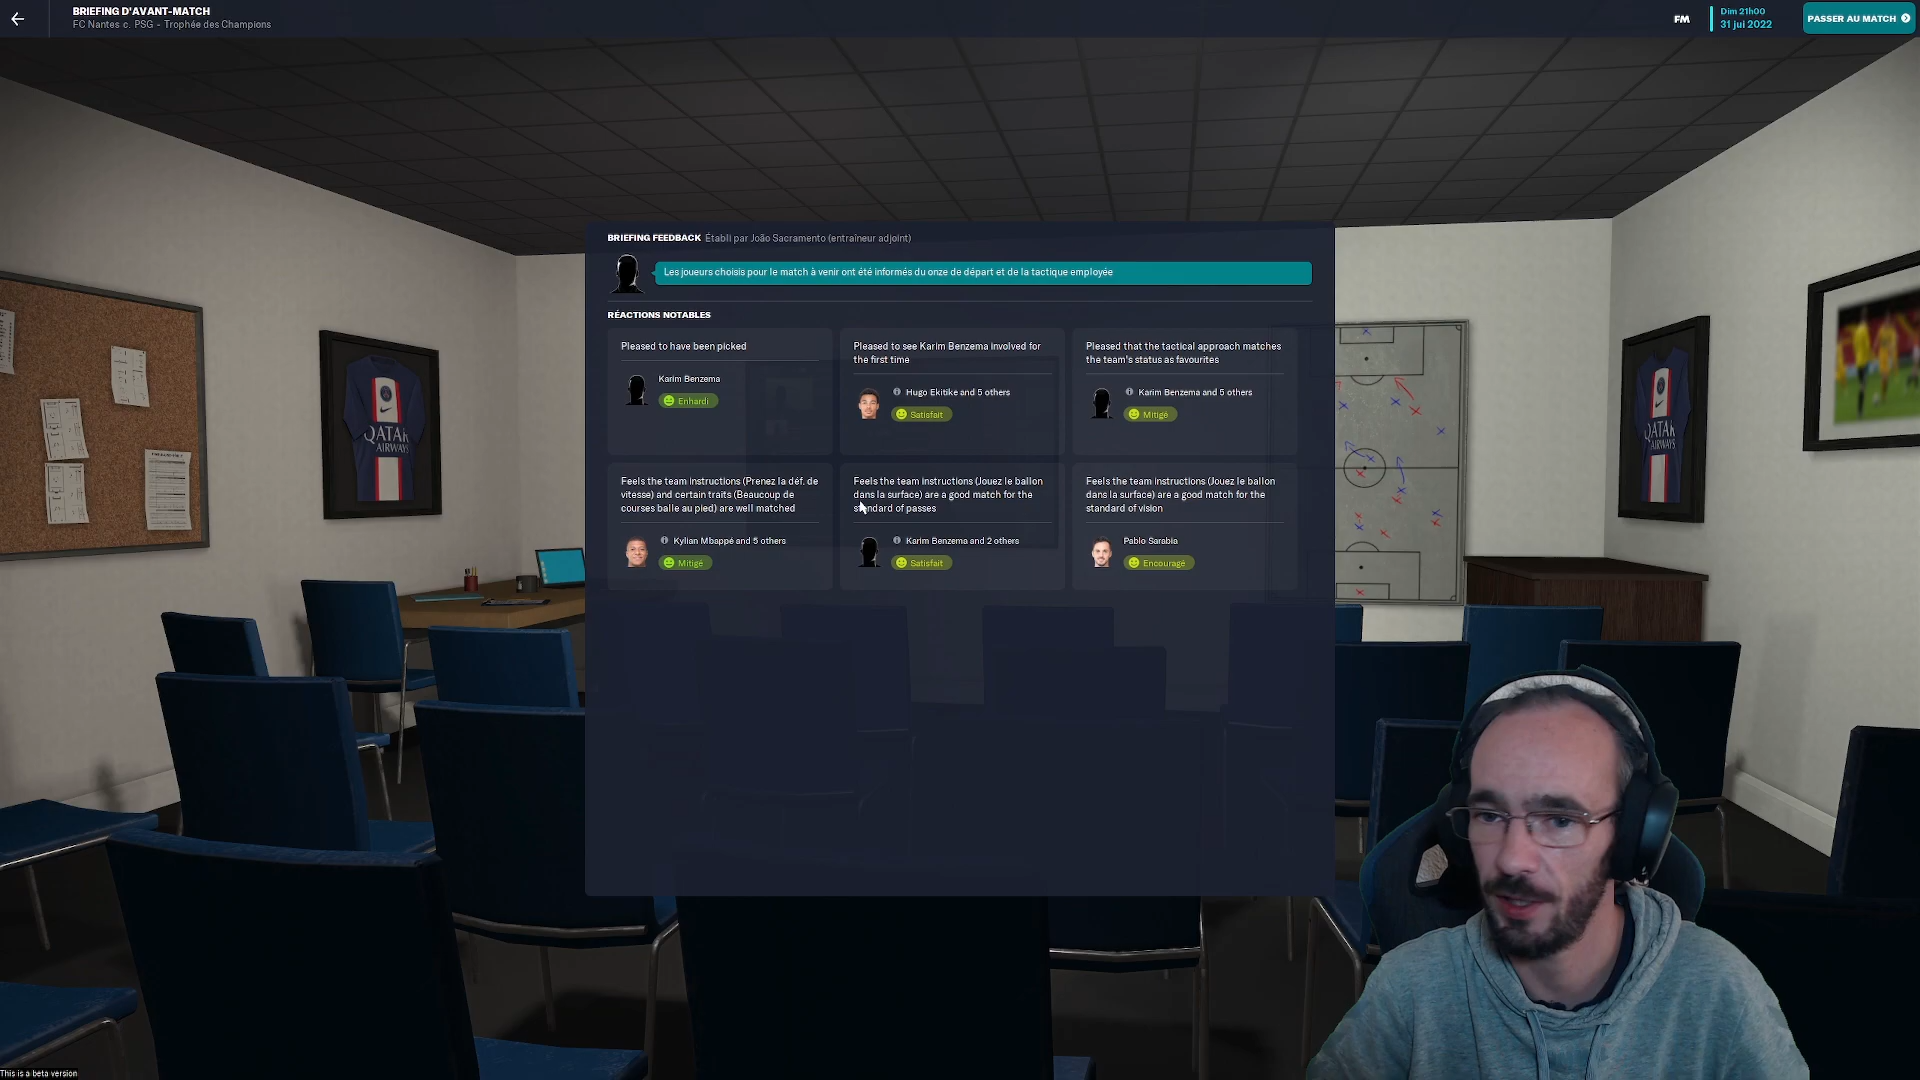 BRIEFING D'AVANT-MATCH
FC Nantes c. PSG - Trophée des Champions
FM
Dim 21h00
31 jui 2022
PASSER AU MATCH
BRIEFING FEEDBACK Établi par João Sacramento (entraîneur adjoint)
Les joueurs choisis pour le match à venir ont été informés du onze de départ et de la tactique employée
RÉACTIONS NOTABLES
Pleased to have been picked
Karim Benzema
Enhardi
Pleased to see Karim Benzema involved for
the first time
Hugo Ekitike and 5 others
Satisfait
Pleased that the tactical approach matches
the team's status as favourites
Karim Benzema and 5 others
Mitigé
Feels the team instructions (Prenez la déf. de
vitesse) and certain traits (Beaucoup de
courses balle au pied) are well matched
Kylian Mbappé and 5 others
Mitigé
Feels the team instructions (Jouez le ballon
dans la surface) are a good match for the
standard of passes
Karim Benzema and 2 others
Satisfait
Feels the team instructions (Jouez le ballon
dans la surface) are a good match for the
standard of vision
Pablo Sarabia
Encouragé
QATAR
AIRWAYS
QATAR
AIRWAYS
This is a beta version